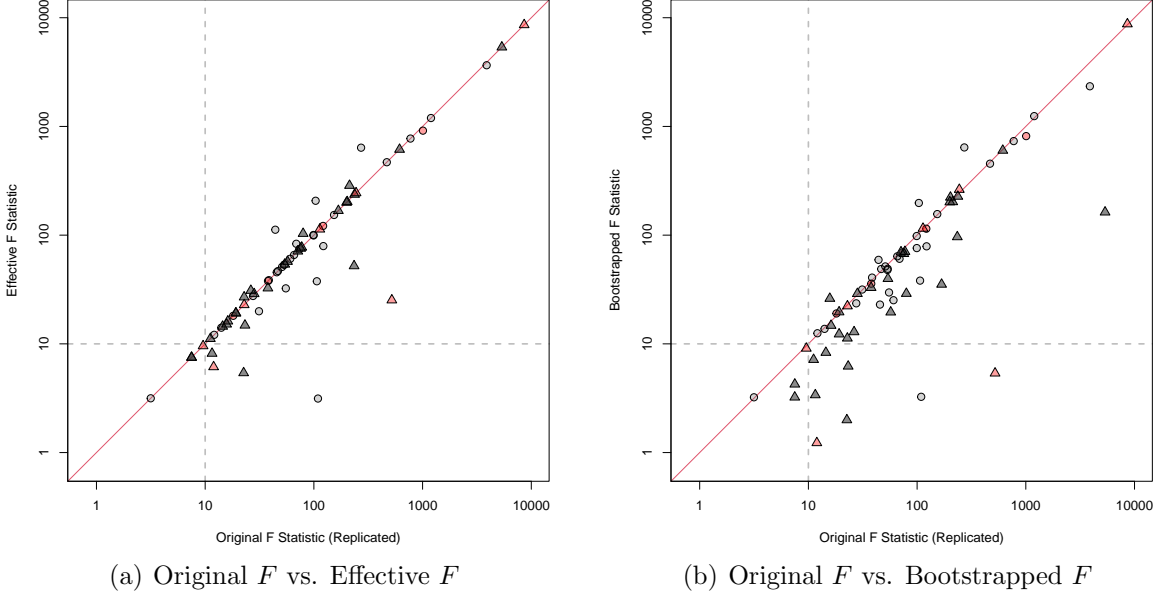 Effective F Statistic
10000
1000
100
10
1
1 10 100 1000 10000
Original F Statistic (Replicated)
(a) Original F vs. Effective F
Bootstrapped F Statistic
10000
1000
100
10
1
1 10 100 1000 10000
Original F Statistic (Replicated)
(b) Original F vs. Bootstrapped F